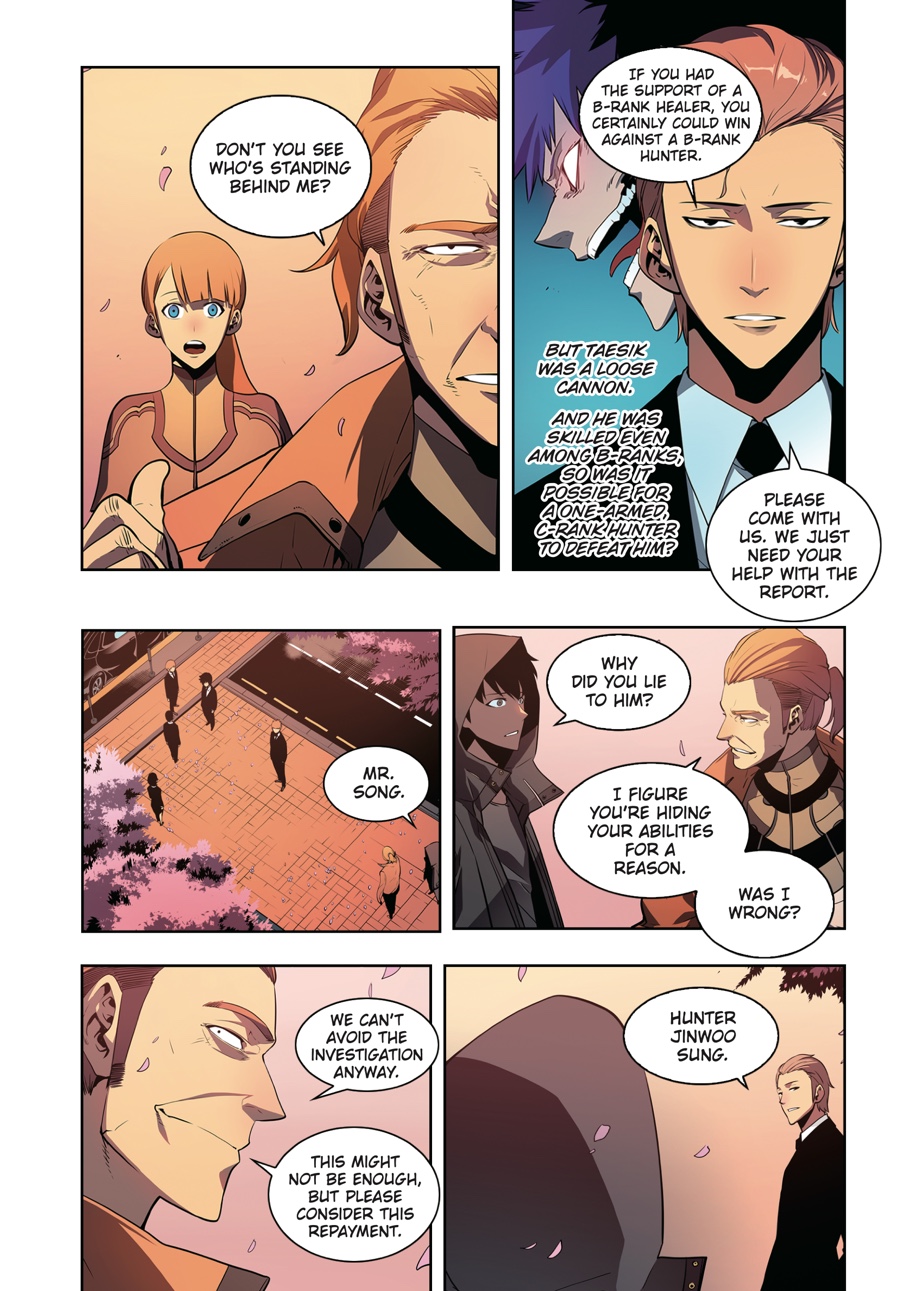 DON'T YOU SEE
WHO'S STANDING
BEHIND ME?
IF YOU HAD
THE SUPPORT OF A
B-RANK HEALER, YOU
CERTAINLY COULD WIN
AGAINST A B-RANK
HUNTER.
BUT TAESIK
WAS A LOOSE
CANNON.
AND HE WAS
SKILLED EVEN
AMONG B-RANKS,
SO WAS IT
POSSIBLE FOR
A ONE-ARMED,
C-RANK HUNTER
TO DEFEAT HIM?
PLEASE
COME WITH
US. WE JUST
NEED YOUR
HELP WITH THE
REPORT.
MR.
SONG.
WHY
DID YOU LIE
TO HIM?
I FIGURE
YOU'RE HIDING
YOUR ABILITIES
FOR A
REASON.
WAS I
WRONG?
WE CAN'T
AVOID THE
INVESTIGATION
ANYWAY.
THIS MIGHT
NOT BE ENOUGH,
BUT PLEASE
CONSIDER THIS
REPAYMENT.
HUNTER
JINWOO
SUNG.